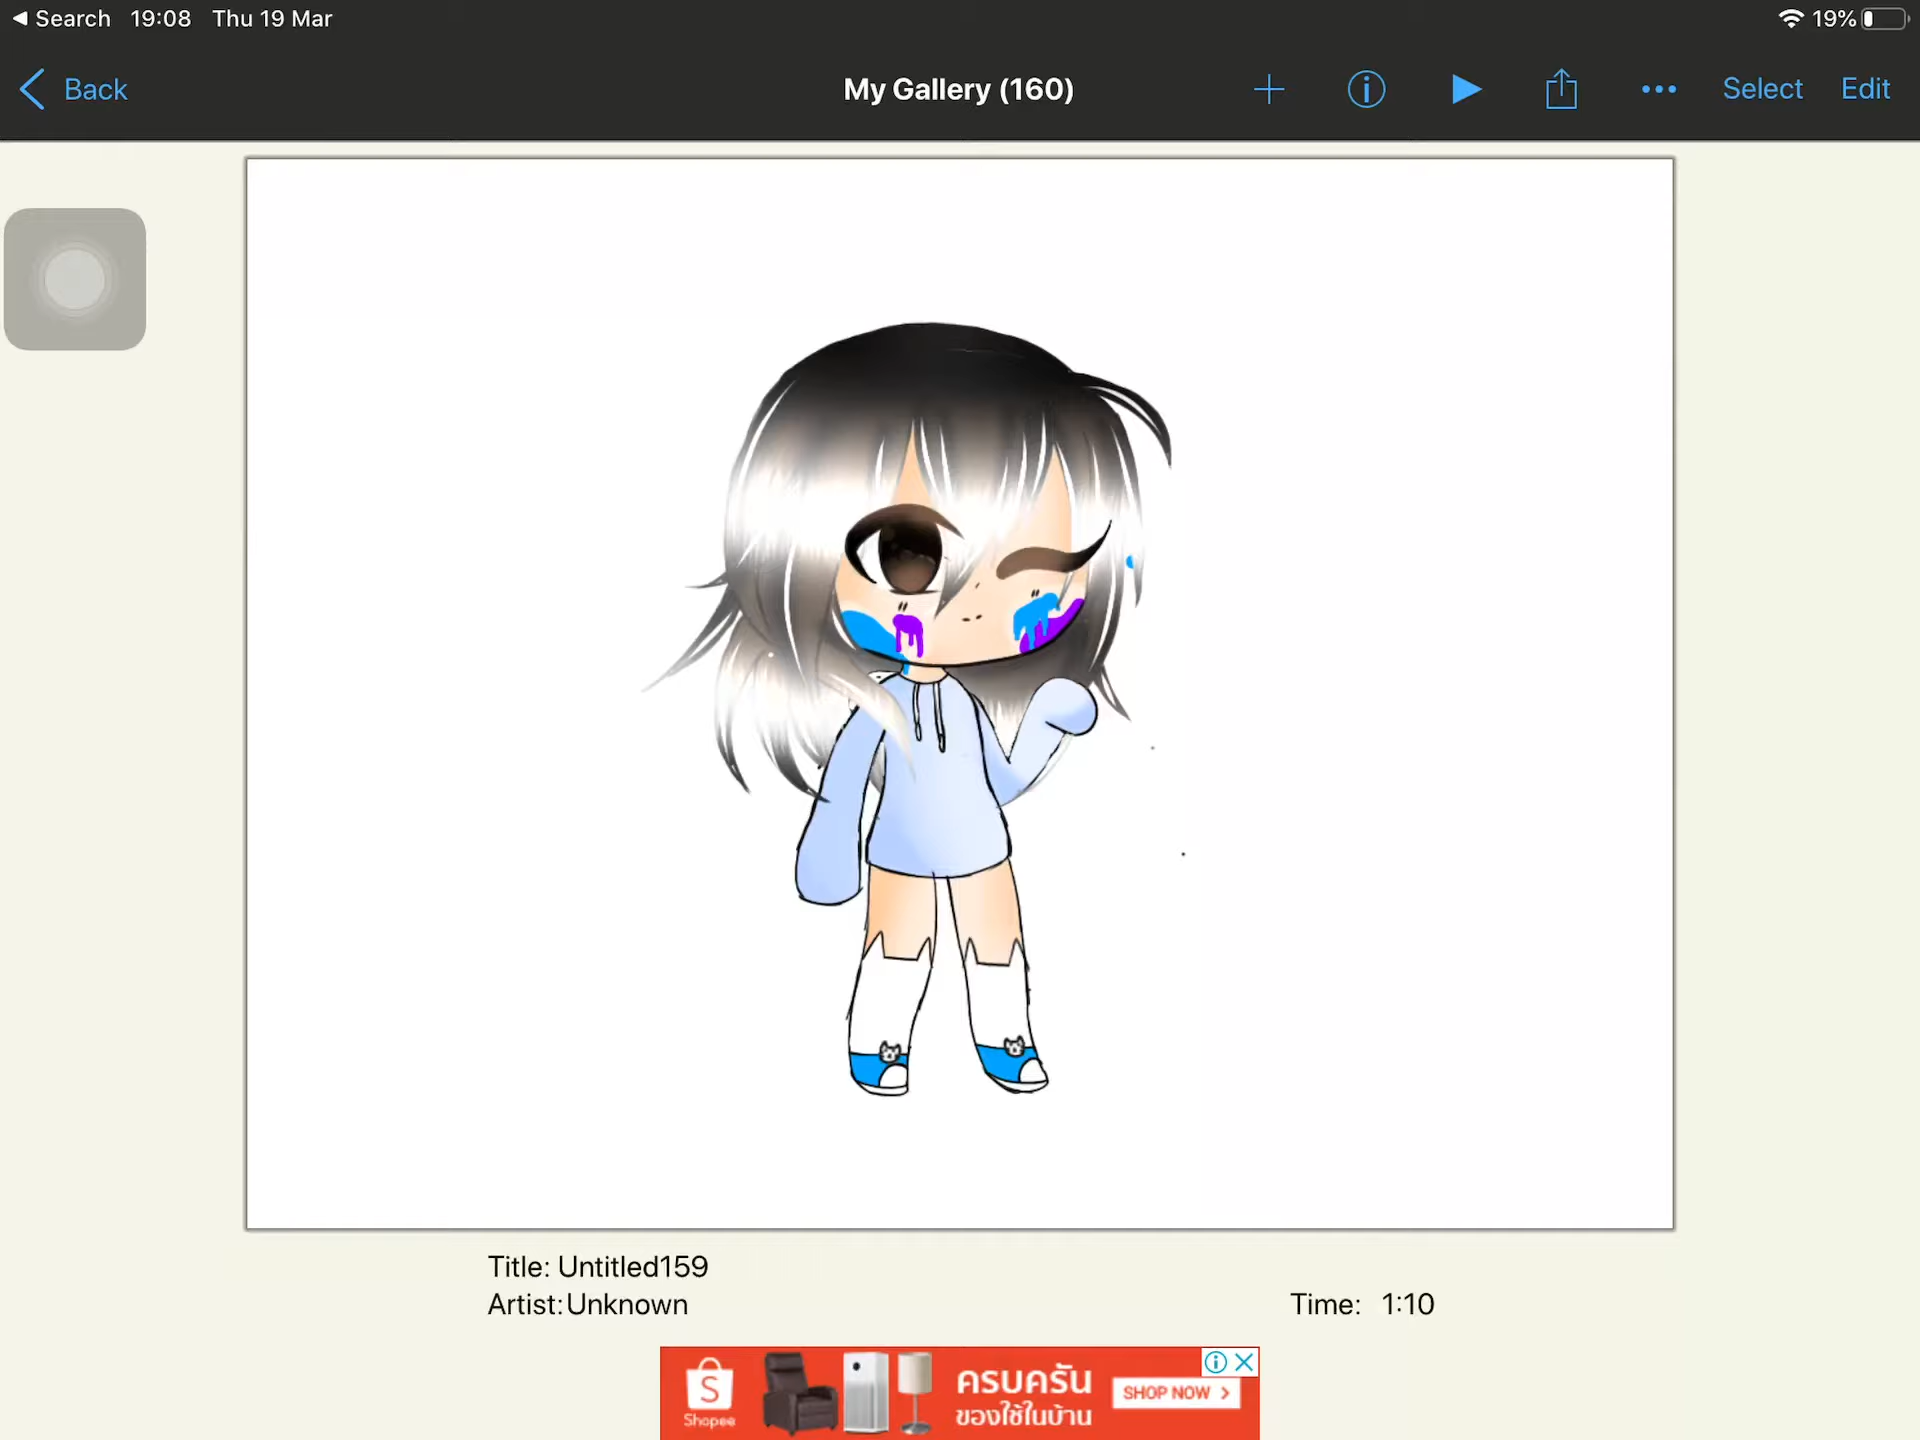 Search 19:08 Thu 19 Mar 19%
Back My Gallery (160) Select Edit
Title: Untitled159
Artist: Unknown
Time: 1:10
S
Shopee
ครบครัน
ของใช้ในบ้าน
SHOP NOW